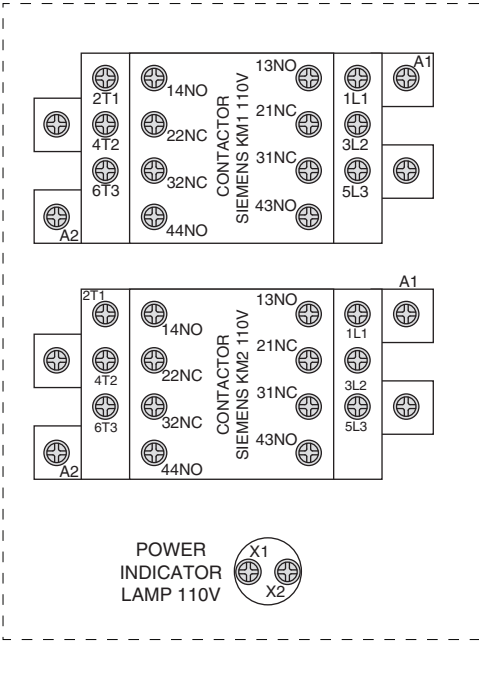 13NO
A1
2T1
14NO
1L1
21NC
4T2
22NC
CONTACTOR
SIEMENS KM1 110V
3L2
31NC
6T3
32NC
5L3
43NO
A2
44NO
A1
2T1
13NO
14NO
1L1
21NC
4T2
22NC
CONTACTOR
SIEMENS KM2 110V
3L2
31NC
6T3
32NC
5L3
43NO
A2
44NO
POWER
INDICATOR
LAMP 110V
X1
X2